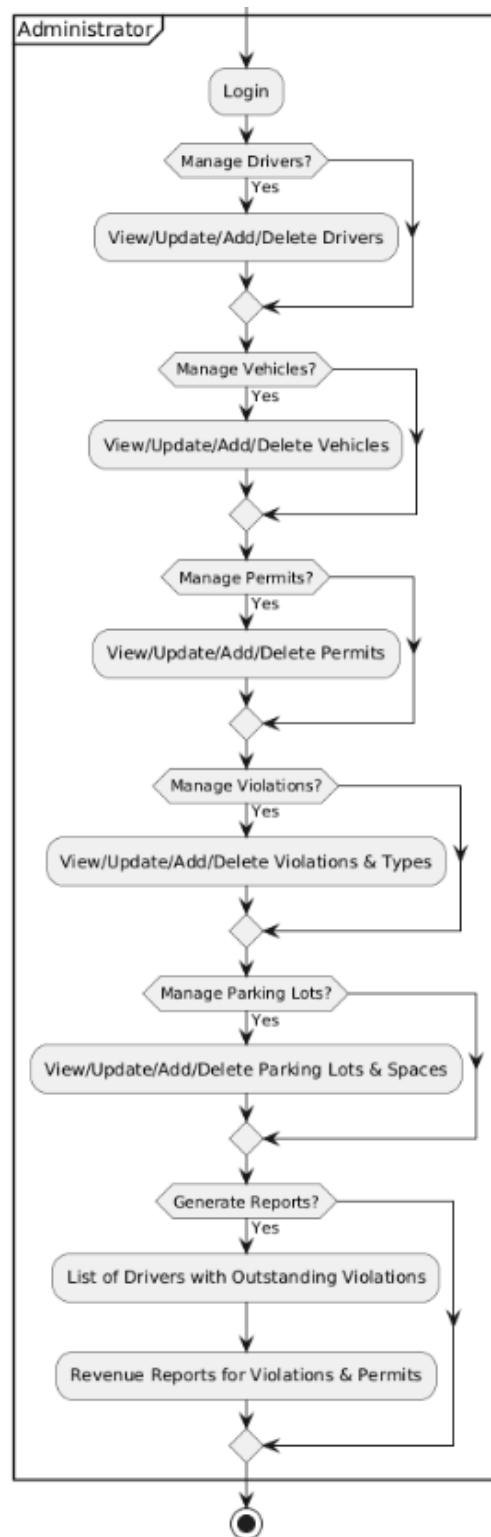 Administrator
Login
Manage Drivers?
Yes
View/Update/Add/Delete Drivers
Manage Vehicles?
Yes
View/Update/Add/Delete Vehicles
Manage Permits?
Yes
View/Update/Add/Delete Permits
Manage Violations?
Yes
View/Update/Add/Delete Violations & Types
Manage Parking Lots?
Yes
View/Update/Add/Delete Parking Lots & Spaces
Generate Reports?
Yes
List of Drivers with Outstanding Violations
Revenue Reports for Violations & Permits